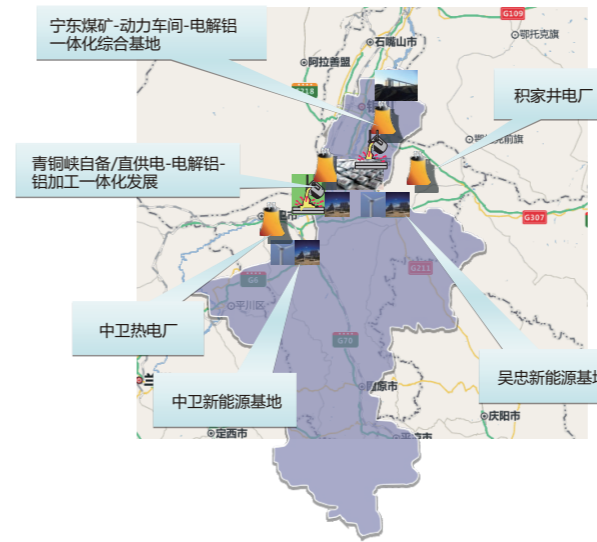 宁东煤矿-动力车间-电解铝
一体化综合基地
G109
石嘴山市
鄂托克旗
阿拉善盟
G118
积家井电厂
青铜峡自备/直供电-电解铝-
铝加工一体化发展
G307
G211
G6
平川区
中卫热电厂
G70
吴忠新能源基地
中卫新能源基地
固原市
庆阳市
定西市